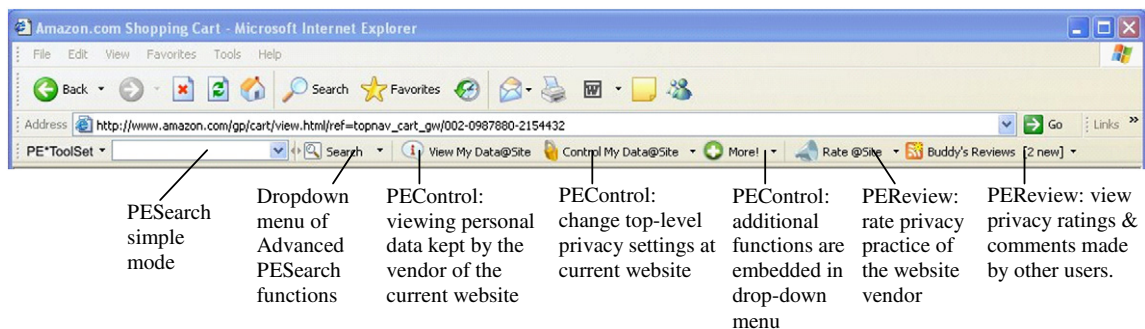 Amazon.com Shopping Cart - Microsoft Internet Explorer
File Edit View Favorites Tools Help
Back Search Favorites W
Address http://www.amazon.com/gp/cart/view.html/ref=topnav_cart_gw/002-0987880-2154432 Go Links »
PE*ToolSet Search i View My Data@Site Control My Data@Site More! Rate @Site Buddy's Reviews [2 new]
PESearch
simple
mode
Dropdown
menu of
Advanced
PESearch
functions
PEControl:
viewing personal
data kept by the
vendor of the
current website
PEControl:
change top-level
privacy settings at
current website
PEControl:
additional
functions are
embedded in
drop-down
menu
PEReview:
rate privacy
practice of
the website
vendor
PEReview: view
privacy ratings &
comments made
by other users.